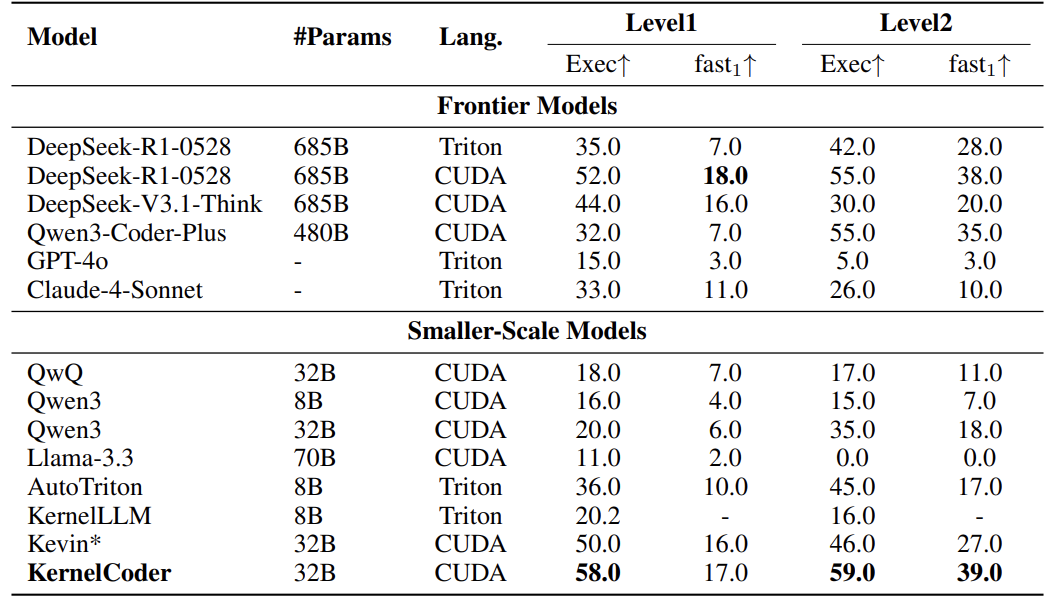 Model #Params Lang. Level1 Level2
Exec↑ fast₁↑ Exec↑ fast₁↑
Frontier Models
DeepSeek-R1-0528 685B Triton 35.0 7.0 42.0 28.0
DeepSeek-R1-0528 685B CUDA 52.0 18.0 55.0 38.0
DeepSeek-V3.1-Think 685B CUDA 44.0 16.0 30.0 20.0
Qwen3-Coder-Plus 480B CUDA 32.0 7.0 55.0 35.0
GPT-4o - Triton 15.0 3.0 5.0 3.0
Claude-4-Sonnet - Triton 33.0 11.0 26.0 10.0
Smaller-Scale Models
QwQ 32B CUDA 18.0 7.0 17.0 11.0
Qwen3 8B CUDA 16.0 4.0 15.0 7.0
Qwen3 32B CUDA 20.0 6.0 35.0 18.0
Llama-3.3 70B CUDA 11.0 2.0 0.0 0.0
AutoTriton 8B Triton 36.0 10.0 45.0 17.0
KernelLLM 8B Triton 20.2 - 16.0 -
Kevin* 32B CUDA 50.0 16.0 46.0 27.0
KernelCoder 32B CUDA 58.0 17.0 59.0 39.0